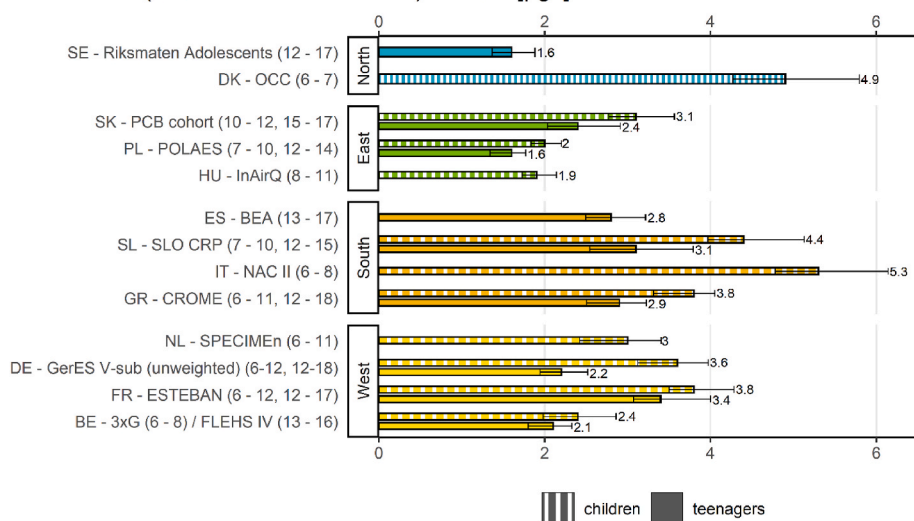 0 2 4 6
North
SE - Riksmaten Adolescents (12 - 17) 1.6
DK - OCC (6 - 7) 4.9
East
SK - PCB cohort (10 - 12, 15 - 17) 3.1
2.4
PL - POLAES (7 - 10, 12 - 14) 2
1.6
HU - InAirQ (8 - 11) 1.9
South
ES - BEA (13 - 17) 2.8
SL - SLO CRP (7 - 10, 12 - 15) 4.4
3.1
IT - NAC II (6 - 8) 5.3
GR - CROME (6 - 11, 12 - 18) 3.8
2.9
West
NL - SPECIMEn (6 - 11) 3
DE - GerES V-sub (unweighted) (6-12, 12-18) 3.6
2.2
FR - ESTEBAN (6 - 12, 12 - 17) 3.8
3.4
BE - 3xG (6 - 8) / FLEHS IV (13 - 16) 2.4
2.1
0 2 4 6
children teenagers